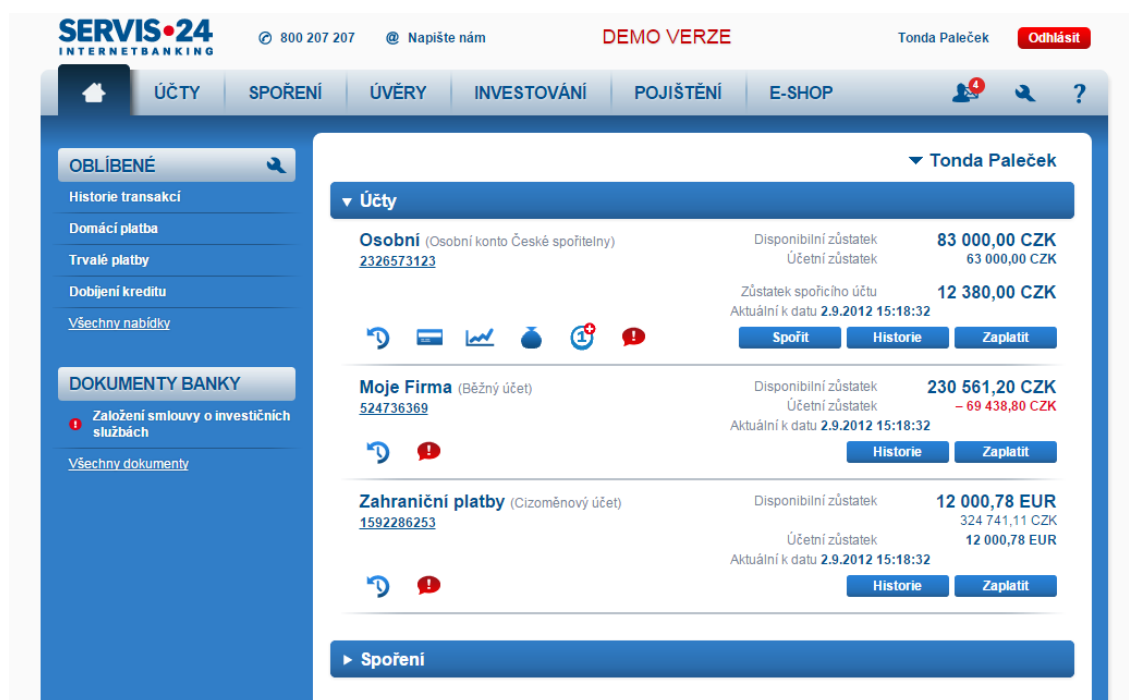 SERVIS 24
INTERNETBANKING
800 207 207
@ Napište nám
DEMO VERZE
Tonda Paleček
Odhlásit
ÚČTY
SPOŘENÍ
ÚVĚRY
INVESTOVÁNÍ
POJIŠTĚNÍ
E-SHOP
4
?
OBLÍBENÉ
Historie transakcí
Domácí platba
Trvalé platby
Dobíjení kreditu
Všechny nabídky
DOKUMENTY BANKY
! Založení smlouvy o investičních
službách
Všechny dokumenty
Tonda Paleček
Účty
Osobní (Osobní konto České spořitelny)
2326573123
Disponibilní zůstatek 83 000,00 CZK
Účetní zůstatek 63 000,00 CZK
Zůstatek spořicího účtu 12 380,00 CZK
Aktuální k datu 2.9.2012 15:18:32
1
!
Spořit Historie Zaplatit
Moje Firma (Běžný účet)
524736369
Disponibilní zůstatek 230 561,20 CZK
Účetní zůstatek – 69 438,80 CZK
Aktuální k datu 2.9.2012 15:18:32
!
Historie Zaplatit
Zahraniční platby (Cizoměnový účet)
1592286253
Disponibilní zůstatek 12 000,78 EUR
324 741,11 CZK
Účetní zůstatek 12 000,78 EUR
Aktuální k datu 2.9.2012 15:18:32
!
Historie Zaplatit
Spoření